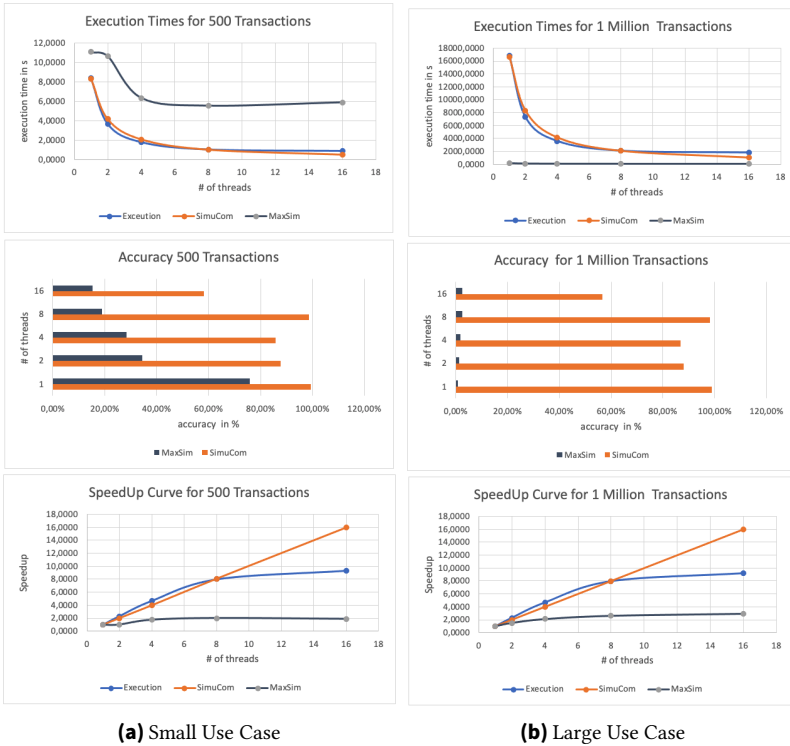 Execution Times for 500 Transactions
12,0000
10,0000
8,0000
6,0000
4,0000
2,0000
0,0000
execution time in s
0 2 4 6 8 10 12 14 16 18
# of threads
Exceution SimuCom MaxSim
Execution Times for 1 Million Transactions
18000,0000
16000,0000
14000,0000
12000,0000
10000,0000
8000,0000
6000,0000
4000,0000
2000,0000
0,0000
execution time in s
0 2 4 6 8 10 12 14 16 18
# of threads
Execution SimuCom MaxSim
Accuracy 500 Transactions
# of threads
16
8
4
2
1
0,00% 20,00% 40,00% 60,00% 80,00% 100,00% 120,00%
accuracy in %
MaxSim SimuCom
Accuracy for 1 Million Transactions
# of threads
16
8
4
2
1
0,00% 20,00% 40,00% 60,00% 80,00% 100,00% 120,00%
accuracy in %
MaxSim SimuCom
SpeedUp Curve for 500 Transactions
18,0000
16,0000
14,0000
12,0000
10,0000
8,0000
6,0000
4,0000
2,0000
0,0000
Speedup
0 2 4 6 8 10 12 14 16 18
# of threads
Execution SimuCom MaxSim
SpeedUp Curve for 1 Million Transactions
18,0000
16,0000
14,0000
12,0000
10,0000
8,0000
6,0000
4,0000
2,0000
0,0000
Speedup
0 2 4 6 8 10 12 14 16 18
# of threads
Execution SimuCom MaxSim
(a) Small Use Case
(b) Large Use Case